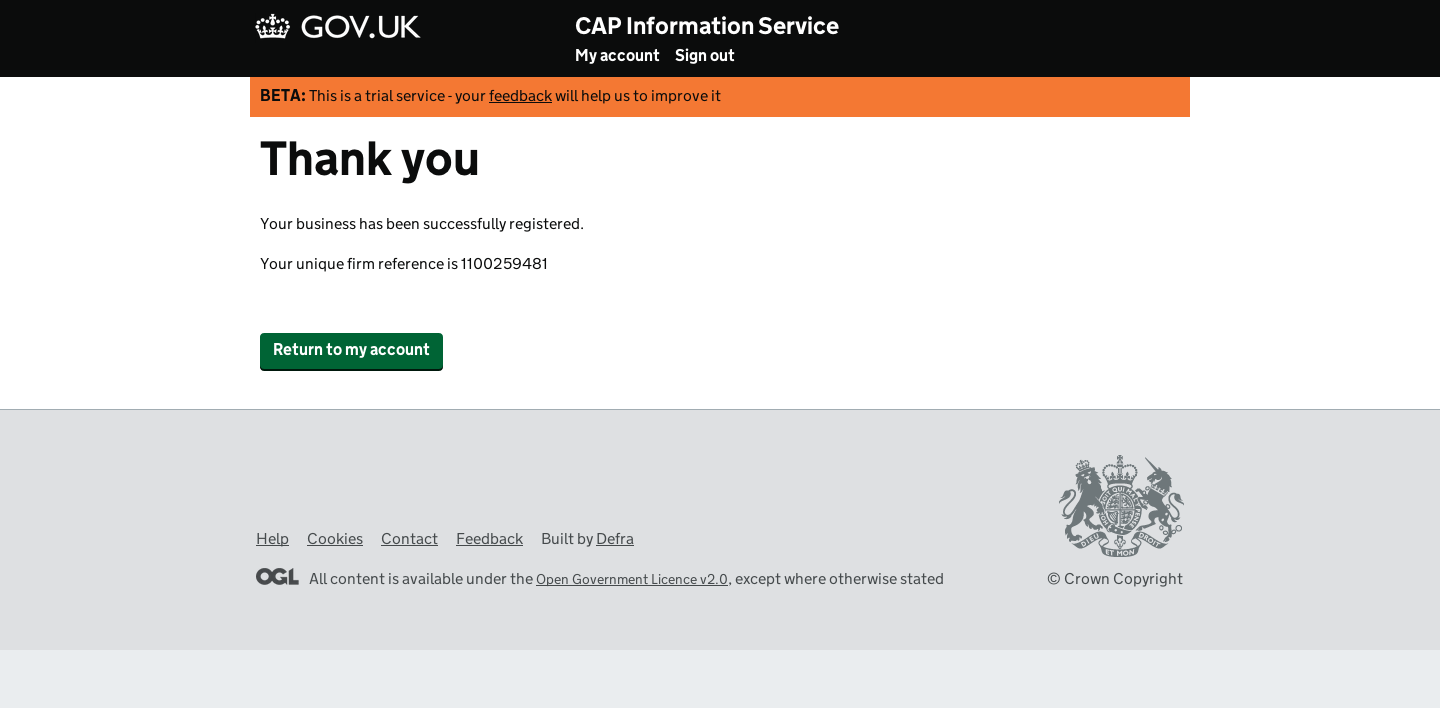 GOV.UK
CAP Information Service
My account Sign out
BETA: This is a trial service - your feedback will help us to improve it
Thank you
Your business has been successfully registered.
Your unique firm reference is 1100259481
Return to my account
Help Cookies Contact Feedback Built by Defra
OGL All content is available under the Open Government Licence v2.0, except where otherwise stated
DIEU ET MON DROIT
© Crown Copyright